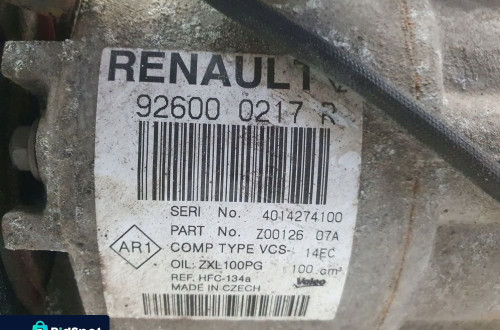 RENAULT
92600 0217 R
SERI No. 4014274100
PART No. Z00126 07A
COMP TYPE VCS- 14EC
OIL: ZXL100PG 100 cm³
REF. HFC-134a
MADE IN CZECH Valeo
AR1
BidSpot